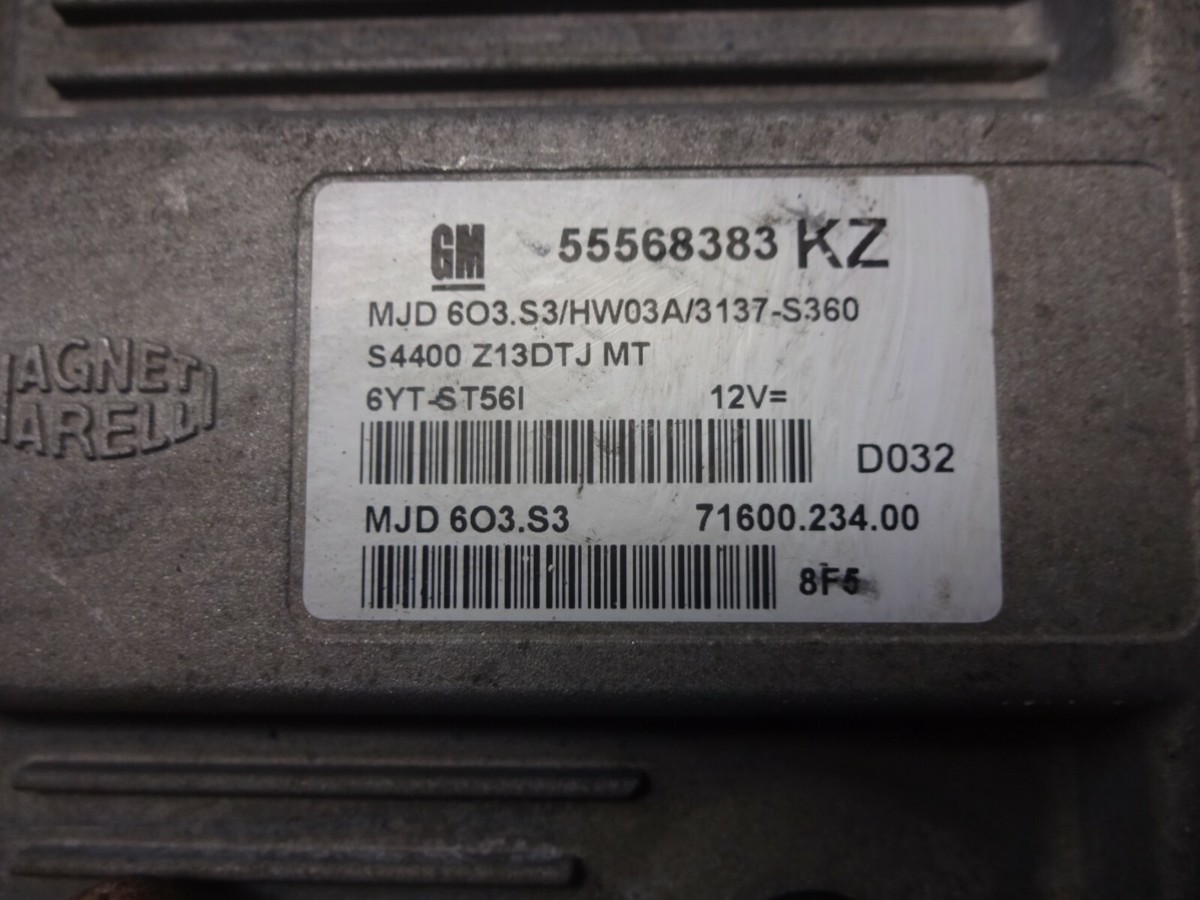 GM 55568383 KZ
MJD 6O3.S3/HW03A/3137-S360
S4400 Z13DTJ MT
6YT-ST56I 12V=
D032
MJD 6O3.S3 71600.234.00
8F5
MAGNETI
MARELLI